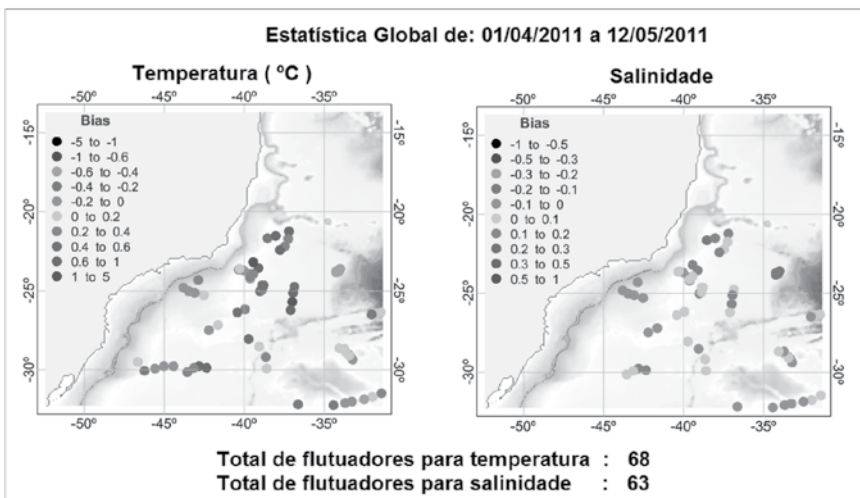 Estatística Global de: 01/04/2011 a 12/05/2011
Temperatura ( ºC )
-50º -45º -40º -35º
-15º
-20º
-25º
-30º
Bias
-5 to -1
-1 to -0.6
-0.6 to -0.4
-0.4 to -0.2
-0.2 to 0
0 to 0.2
0.2 to 0.4
0.4 to 0.6
0.6 to 1
1 to 5
-15º
-20º
-25º
-30º
-50º -45º -40º -35º
Salinidade
-50º -45º -40º -35º
-15º
-20º
-25º
-30º
Bias
-1 to -0.5
-0.5 to -0.3
-0.3 to -0.2
-0.2 to -0.1
-0.1 to 0
0 to 0.1
0.1 to 0.2
0.2 to 0.3
0.3 to 0.5
0.5 to 1
-15º
-20º
-25º
-30º
-50º -45º -40º -35º
Total de flutuadores para temperatura : 68
Total de flutuadores para salinidade : 63